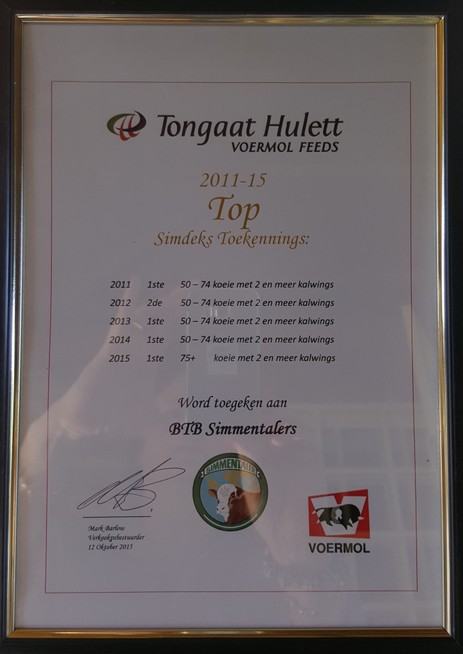 Tongaat Hulett
VOERMOL FEEDS
2011-15
Top
Simdeks Toekennings:
2011 1ste 50 – 74 koeie met 2 en meer kalwings
2012 2de 50 – 74 koeie met 2 en meer kalwings
2013 1ste 50 – 74 koeie met 2 en meer kalwings
2014 1ste 50 – 74 koeie met 2 en meer kalwings
2015 1ste 75+ koeie met 2 en meer kalwings
Word toegeken aan
BTB Simmentalers
SIMMENTALER
Mark Barlow
Verkoopsbestuurder
12 Oktober 2015
VOERMOL